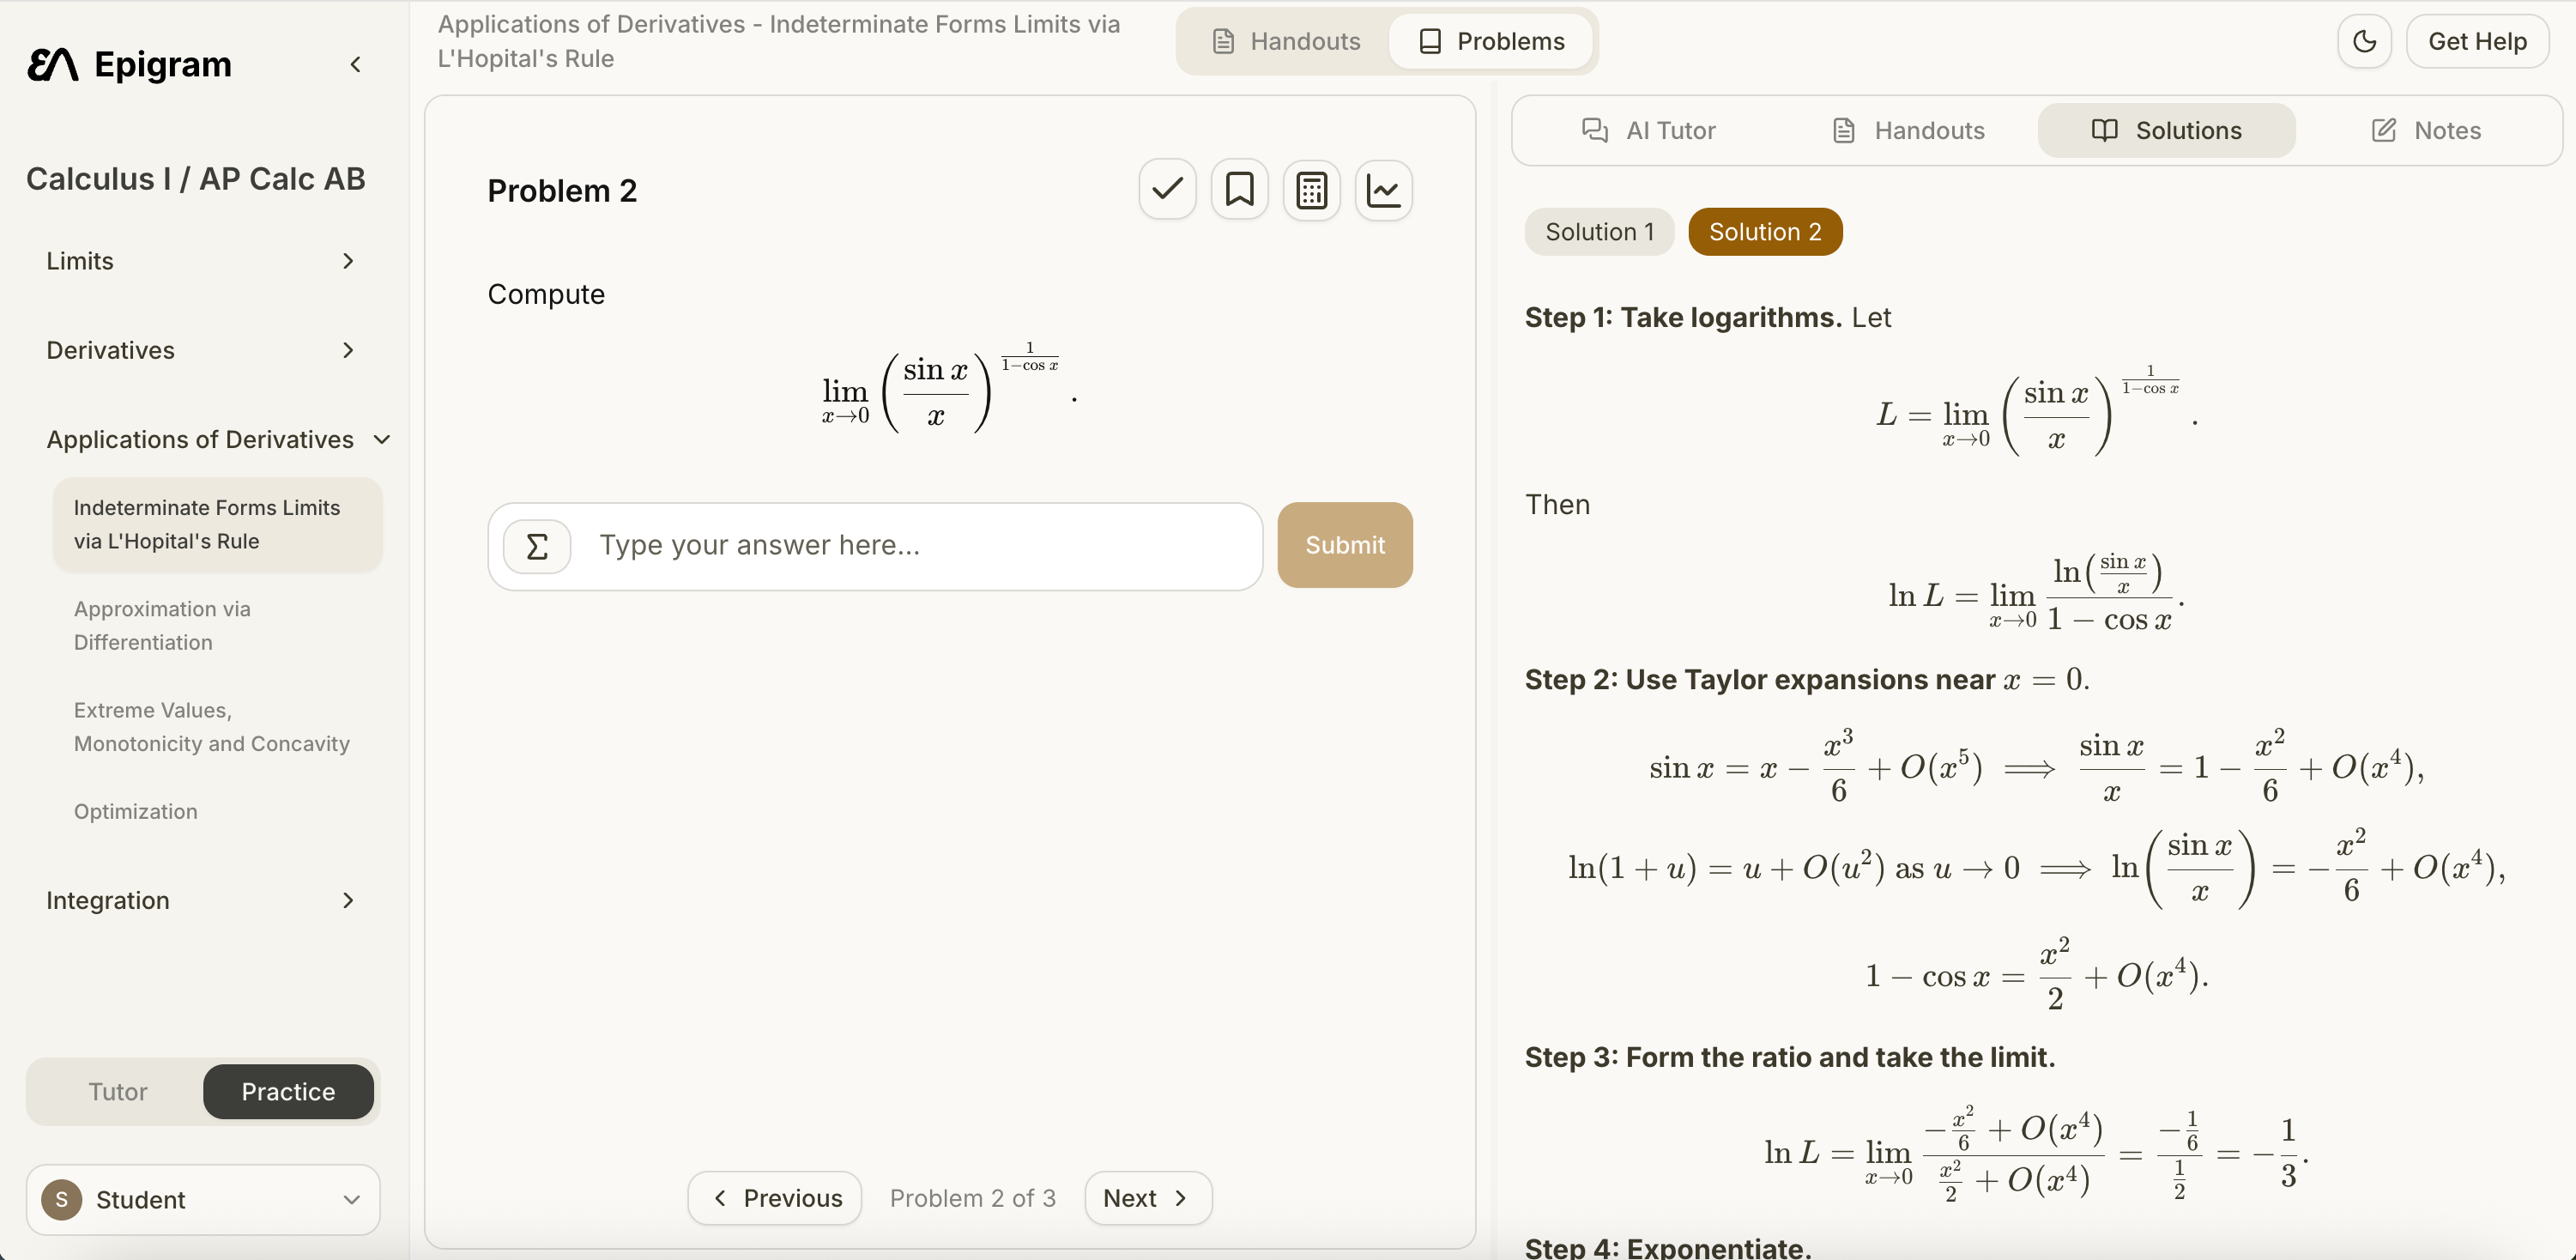 Epigram
Calculus I / AP Calc AB
Limits
Derivatives
Applications of Derivatives
Indeterminate Forms Limits
via L'Hopital's Rule
Approximation via
Differentiation
Extreme Values,
Monotonicity and Concavity
Optimization
Integration
Tutor
Practice
S
Student
Applications of Derivatives - Indeterminate Forms Limits via
L'Hopital's Rule
Handouts
Problems
Get Help
Problem 2
Compute
\lim_{x \to 0} \left( \frac{\sin x}{x} \right)^{\frac{1}{1-\cos x}}.
Σ
Type your answer here...
Submit
Previous
Problem 2 of 3
Next
AI Tutor
Handouts
Solutions
Notes
Solution 1
Solution 2
Step 1: Take logarithms. Let
L = \lim_{x \to 0} \left( \frac{\sin x}{x} \right)^{\frac{1}{1-\cos x}}.
Then
\ln L = \lim_{x \to 0} \frac{\ln\left(\frac{\sin x}{x}\right)}{1 - \cos x}.
Step 2: Use Taylor expansions near x = 0.
\sin x = x - \frac{x^3}{6} + O(x^5) \implies \frac{\sin x}{x} = 1 - \frac{x^2}{6} + O(x^4),
\ln(1 + u) = u + O(u^2) as u \to 0 \implies \ln\left(\frac{\sin x}{x}\right) = -\frac{x^2}{6} + O(x^4),
1 - \cos x = \frac{x^2}{2} + O(x^4).
Step 3: Form the ratio and take the limit.
\ln L = \lim_{x \to 0} \frac{-\frac{x^2}{6} + O(x^4)}{\frac{x^2}{2} + O(x^4)} = \frac{-\frac{1}{6}}{\frac{1}{2}} = -\frac{1}{3}.
Step 4: Exponentiate.